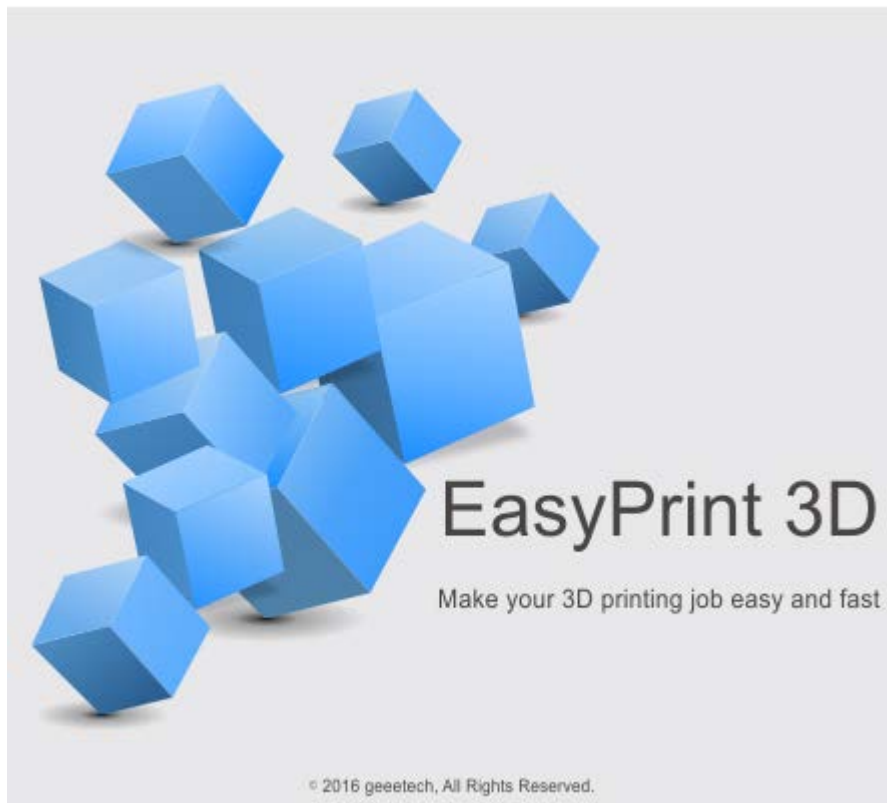 EasyPrint 3D
Make your 3D printing job easy and fast
© 2016 geeetech, All Rights Reserved.